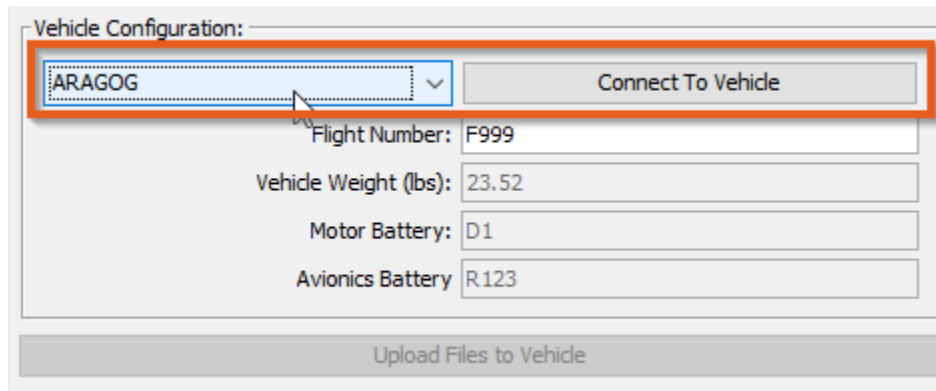 Vehicle Configuration:
ARAGOG Connect To Vehicle
Flight Number: F999
Vehicle Weight (lbs): 23.52
Motor Battery: D1
Avionics Battery R123
Upload Files to Vehicle